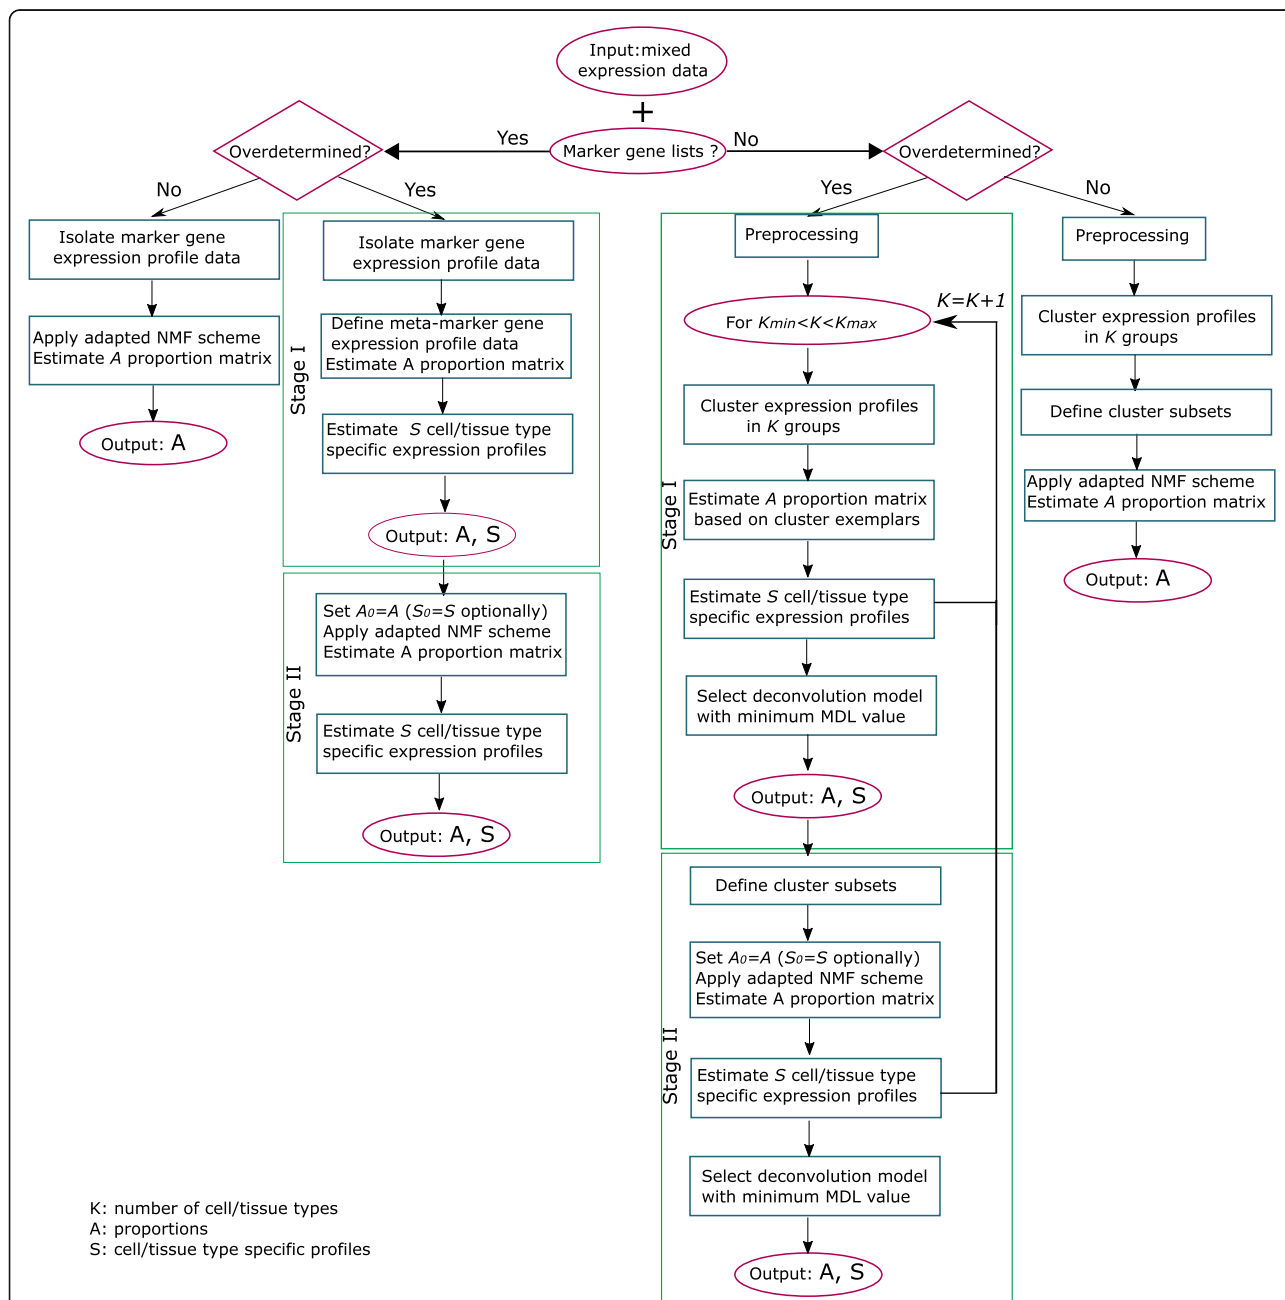 Input:mixed
expression data
+
Marker gene lists ?
Yes
No
Overdetermined?
No
Yes
Isolate marker gene
expression profile data
Apply adapted NMF scheme
Estimate A proportion matrix
Output: A
Stage I
Isolate marker gene
expression profile data
Define meta-marker gene
expression profile data
Estimate A proportion matrix
Estimate S cell/tissue type
specific expression profiles
Output: A, S
Stage II
Set A0=A (S0=S optionally)
Apply adapted NMF scheme
Estimate A proportion matrix
Estimate S cell/tissue type
specific expression profiles
Output: A, S
Overdetermined?
Yes
No
Stage I
Preprocessing
K=K+1
For Kmin<K<Kmax
Cluster expression profiles
in K groups
Estimate A proportion matrix
based on cluster exemplars
Estimate S cell/tissue type
specific expression profiles
Select deconvolution model
with minimum MDL value
Output: A, S
Stage II
Define cluster subsets
Set A0=A (S0=S optionally)
Apply adapted NMF scheme
Estimate A proportion matrix
Estimate S cell/tissue type
specific expression profiles
Select deconvolution model
with minimum MDL value
Output: A, S
Preprocessing
Cluster expression profiles
in K groups
Define cluster subsets
Apply adapted NMF scheme
Estimate A proportion matrix
Output: A
K: number of cell/tissue types
A: proportions
S: cell/tissue type specific profiles